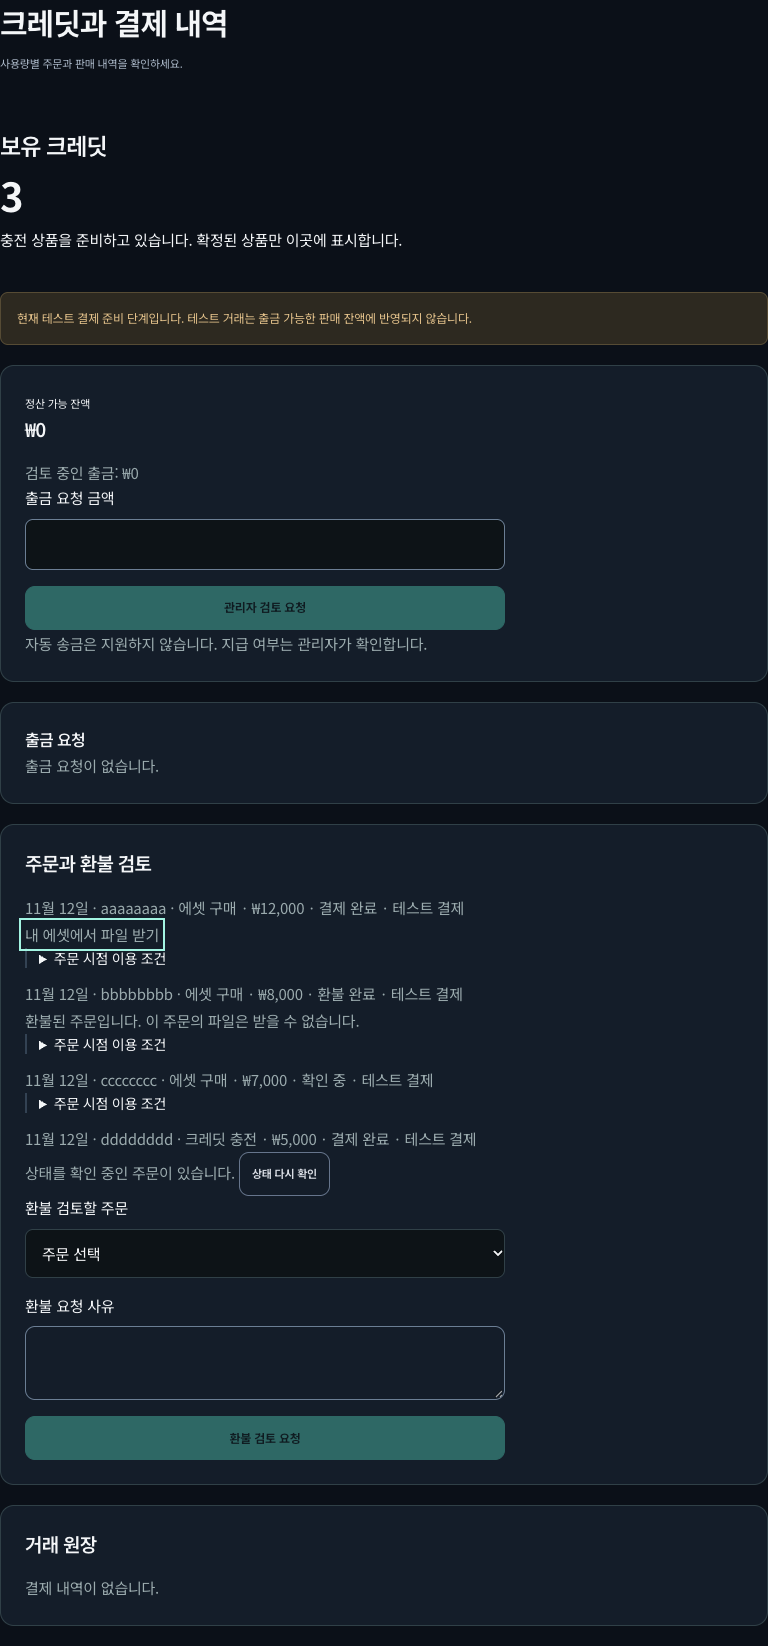 크레딧과 결제 내역
사용량별 주문과 판매 내역을 확인하세요.
보유 크레딧
3
충전 상품을 준비하고 있습니다. 확정된 상품만 이곳에 표시합니다.
현재 테스트 결제 준비 단계입니다. 테스트 거래는 출금 가능한 판매 잔액에 반영되지 않습니다.
정산 가능 잔액
₩0
검토 중인 출금: ₩0
출금 요청 금액
관리자 검토 요청
자동 송금은 지원하지 않습니다. 지급 여부는 관리자가 확인합니다.
출금 요청
출금 요청이 없습니다.
주문과 환불 검토
11월 12일 · aaaaaaaa · 에셋 구매 · ₩12,000 · 결제 완료 · 테스트 결제
내 에셋에서 파일 받기
▶ 주문 시점 이용 조건
11월 12일 · bbbbbbbb · 에셋 구매 · ₩8,000 · 환불 완료 · 테스트 결제
환불된 주문입니다. 이 주문의 파일은 받을 수 없습니다.
▶ 주문 시점 이용 조건
11월 12일 · cccccccc · 에셋 구매 · ₩7,000 · 확인 중 · 테스트 결제
▶ 주문 시점 이용 조건
11월 12일 · dddddddd · 크레딧 충전 · ₩5,000 · 결제 완료 · 테스트 결제
상태를 확인 중인 주문이 있습니다. 상태 다시 확인
환불 검토할 주문
주문 선택
환불 요청 사유
환불 검토 요청
거래 원장
결제 내역이 없습니다.